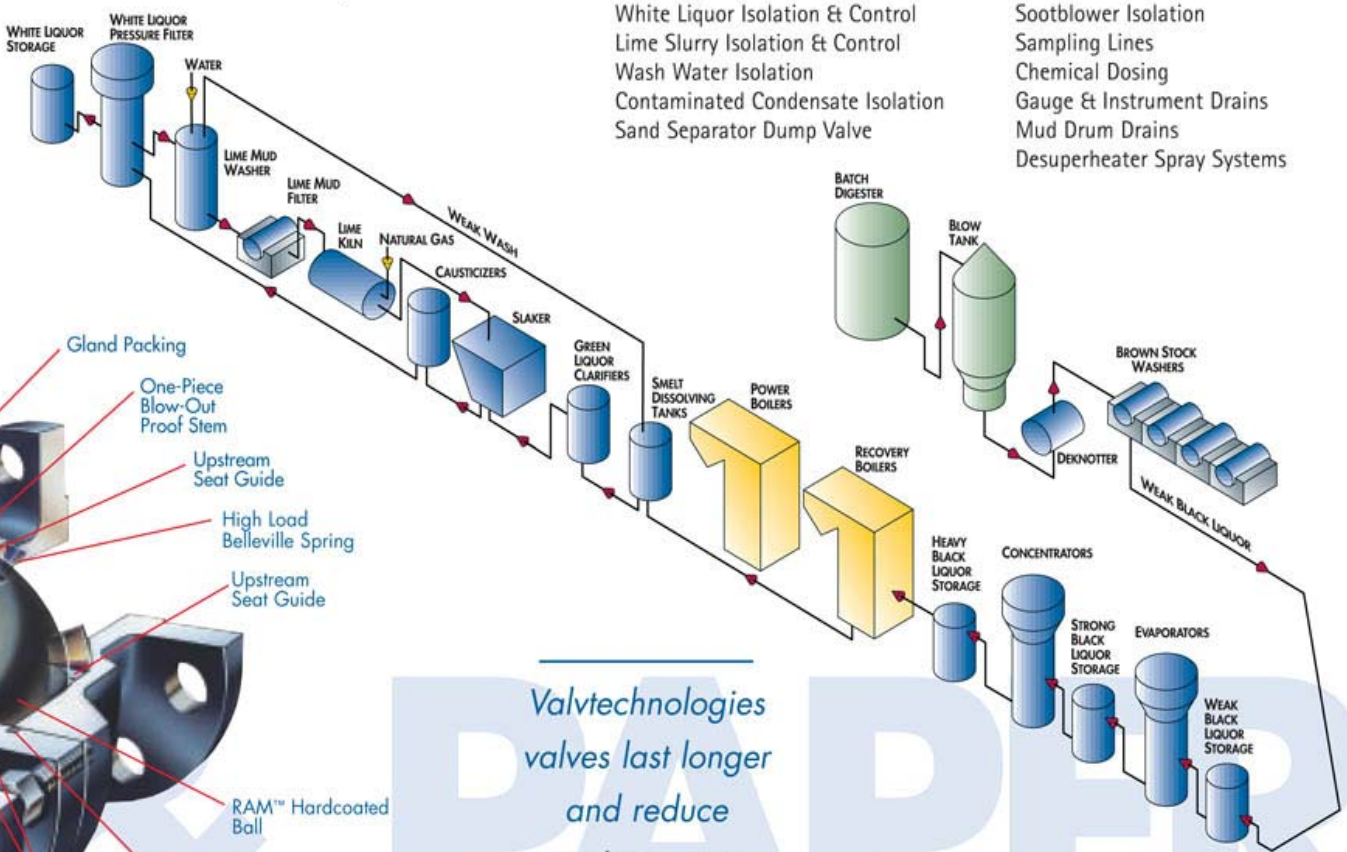 White Liquor Isolation & Control
Lime Slurry Isolation & Control
Wash Water Isolation
Contaminated Condensate Isolation
Sand Separator Dump Valve
Sootblower Isolation
Sampling Lines
Chemical Dosing
Gauge & Instrument Drains
Mud Drum Drains
Desuperheater Spray Systems
WHITE LIQUOR
STORAGE
WHITE LIQUOR
PRESSURE FILTER
WATER
LIME MUD
WASHER
LIME MUD
FILTER
LIME
KILN
NATURAL GAS
WEAK WASH
CAUSTICIZERS
SLAKER
GREEN
LIQUOR
CLARIFIERS
SMELT
DISSOLVING
TANKS
POWER
BOILERS
RECOVERY
BOILERS
BATCH
DIGESTER
BLOW
TANK
DEKNOTTER
BROWN STOCK
WASHERS
WEAK BLACK LIQUOR
HEAVY
BLACK
LIQUOR
STORAGE
CONCENTRATORS
STRONG
BLACK
LIQUOR
STORAGE
EVAPORATORS
WEAK
BLACK
LIQUOR
STORAGE
Gland Packing
One-Piece
Blow-Out
Proof Stem
Upstream
Seat Guide
High Load
Belleville Spring
Upstream
Seat Guide
RAM™ Hardcoated
Ball
Valvtechnologies
valves last longer
and reduce
& PAPER